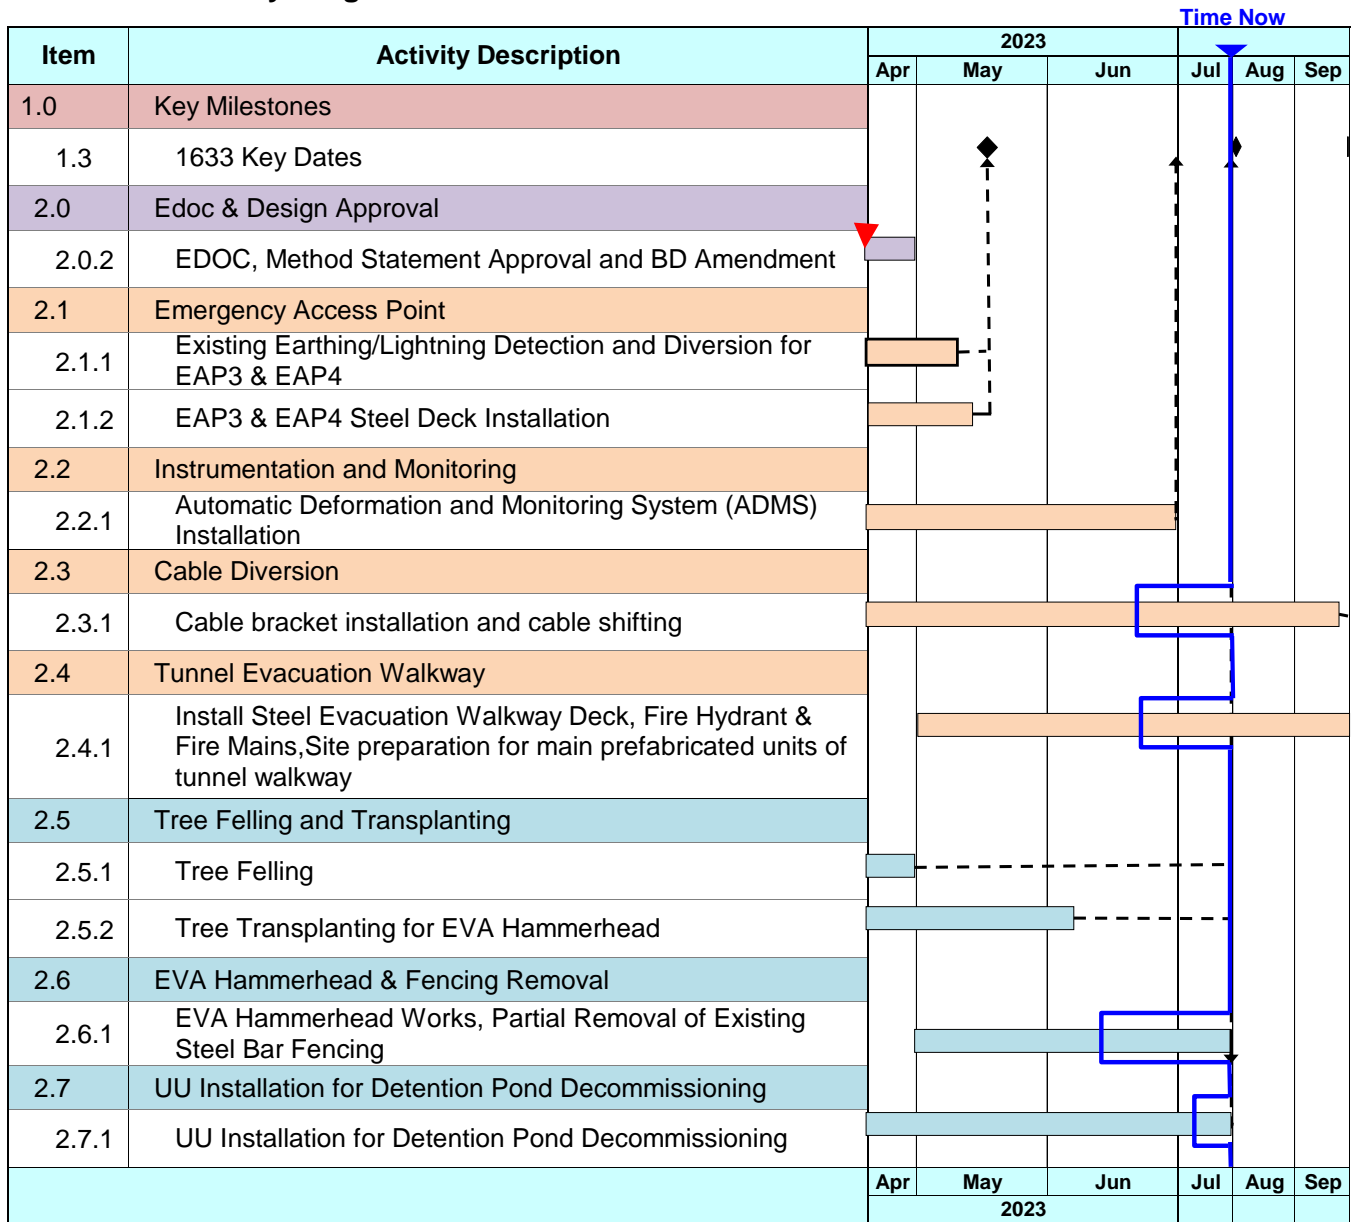 Time Now
Item
Activity Description
2023
Apr May Jun Jul Aug Sep
1.0 Key Milestones
1.3 1633 Key Dates
2.0 Edoc & Design Approval
2.0.2 EDOC, Method Statement Approval and BD Amendment
2.1 Emergency Access Point
2.1.1 Existing Earthing/Lightning Detection and Diversion for
EAP3 & EAP4
2.1.2 EAP3 & EAP4 Steel Deck Installation
2.2 Instrumentation and Monitoring
2.2.1 Automatic Deformation and Monitoring System (ADMS)
Installation
2.3 Cable Diversion
2.3.1 Cable bracket installation and cable shifting
2.4 Tunnel Evacuation Walkway
2.4.1 Install Steel Evacuation Walkway Deck, Fire Hydrant &
Fire Mains,Site preparation for main prefabricated units of
tunnel walkway
2.5 Tree Felling and Transplanting
2.5.1 Tree Felling
2.5.2 Tree Transplanting for EVA Hammerhead
2.6 EVA Hammerhead & Fencing Removal
2.6.1 EVA Hammerhead Works, Partial Removal of Existing
Steel Bar Fencing
2.7 UU Installation for Detention Pond Decommissioning
2.7.1 UU Installation for Detention Pond Decommissioning
Apr May Jun Jul Aug Sep
2023